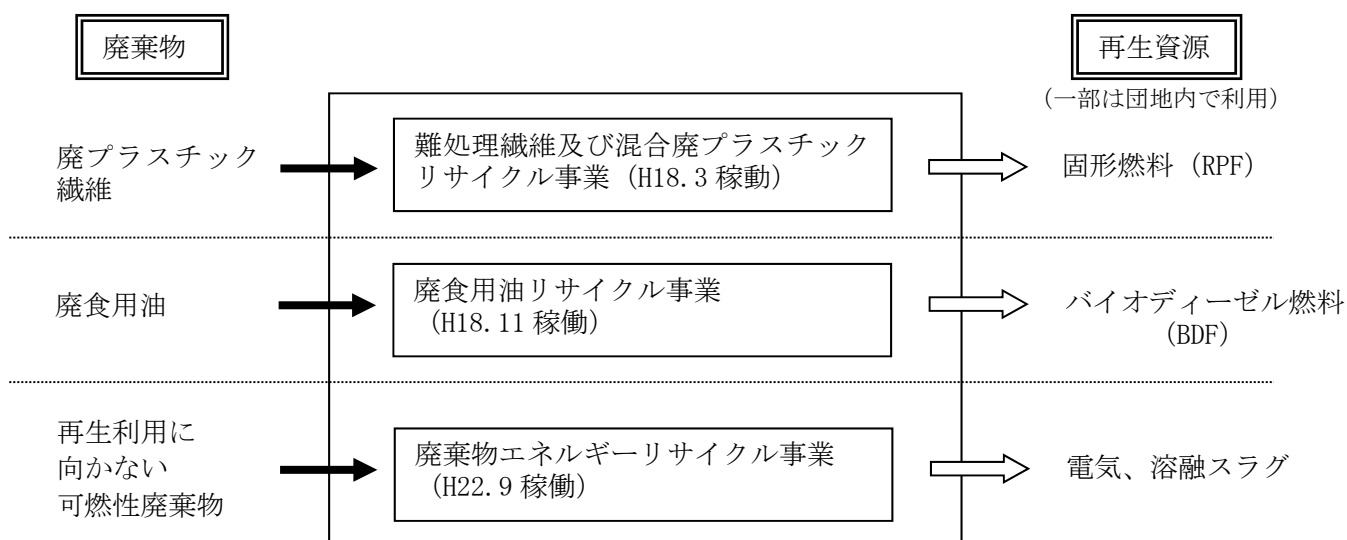 廃棄物
再生資源
(一部は団地内で利用)
廃プラスチック
繊維
難処理繊維及び混合廃プラスチック
リサイクル事業 (H18.3 稼動)
固形燃料 (RPF)
廃食用油
廃食用油リサイクル事業
(H18.11 稼働)
バイオディーゼル燃料
(BDF)
再生利用に
向かない
可燃性廃棄物
廃棄物エネルギーリサイクル事業
(H22.9 稼働)
電気、溶融スラグ